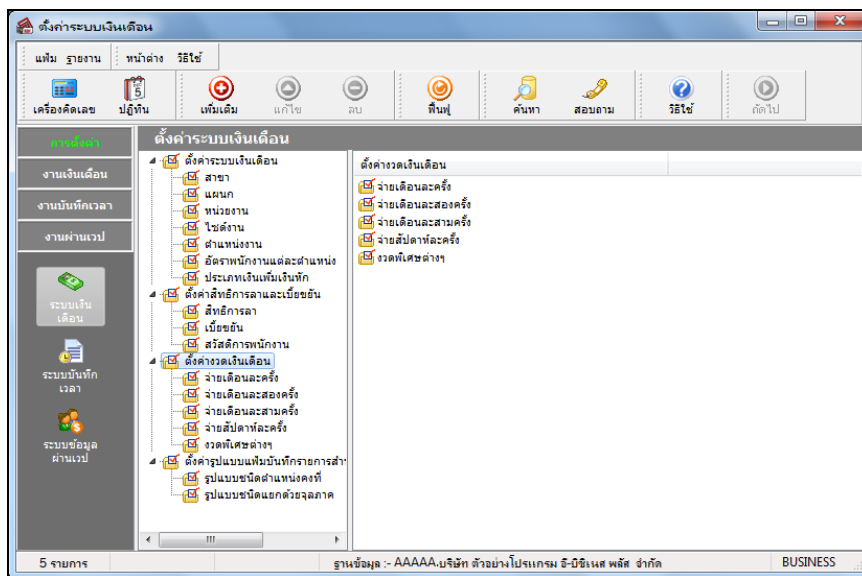 ตั้งค่าระบบเงินเดือน
แฟ้ม รายงาน หน้าต่าง วิธีใช้
เครื่องคิดเลข ปฏิทิน เพิ่มเติม แก้ไข ลบ ฟื้นฟู ค้นหา สอบถาม วิธีใช้ ถัดไป
การตั้งค่า
งานเงินเดือน
งานบันทึกเวลา
งานผ่านเวป
ระบบเงิน
เดือน
ระบบบันทึก
เวลา
ระบบข้อมูล
ผ่านเวป
ตั้งค่าระบบเงินเดือน
ตั้งค่าระบบเงินเดือน
สาขา
แผนก
หน่วยงาน
ไซด์งาน
ตำแหน่งงาน
อัตราพนักงานแต่ละตำแหน่ง
ประเภทเงินเพิ่มเงินหัก
ตั้งค่าสิทธิการลาและเบี้ยขยัน
สิทธิการลา
เบี้ยขยัน
สวัสดิการพนักงาน
ตั้งค่างวดเงินเดือน
จ่ายเดือนละครั้ง
จ่ายเดือนละสองครั้ง
จ่ายเดือนละสามครั้ง
จ่ายสัปดาห์ละครั้ง
งวดพิเศษต่างๆ
ตั้งค่ารูปแบบแฟ้มบันทึกรายการสำ
รูปแบบชนิดตำแหน่งคงที่
รูปแบบชนิดแยกด้วยจุลภาค
ตั้งค่างวดเงินเดือน
จ่ายเดือนละครั้ง
จ่ายเดือนละสองครั้ง
จ่ายเดือนละสามครั้ง
จ่ายสัปดาห์ละครั้ง
งวดพิเศษต่างๆ
5 รายการ ฐานข้อมูล :- AAAAA.บริษัท ตัวอย่างโปรแกรม อี-บิซิเนส พลัส จำกัด BUSINESS